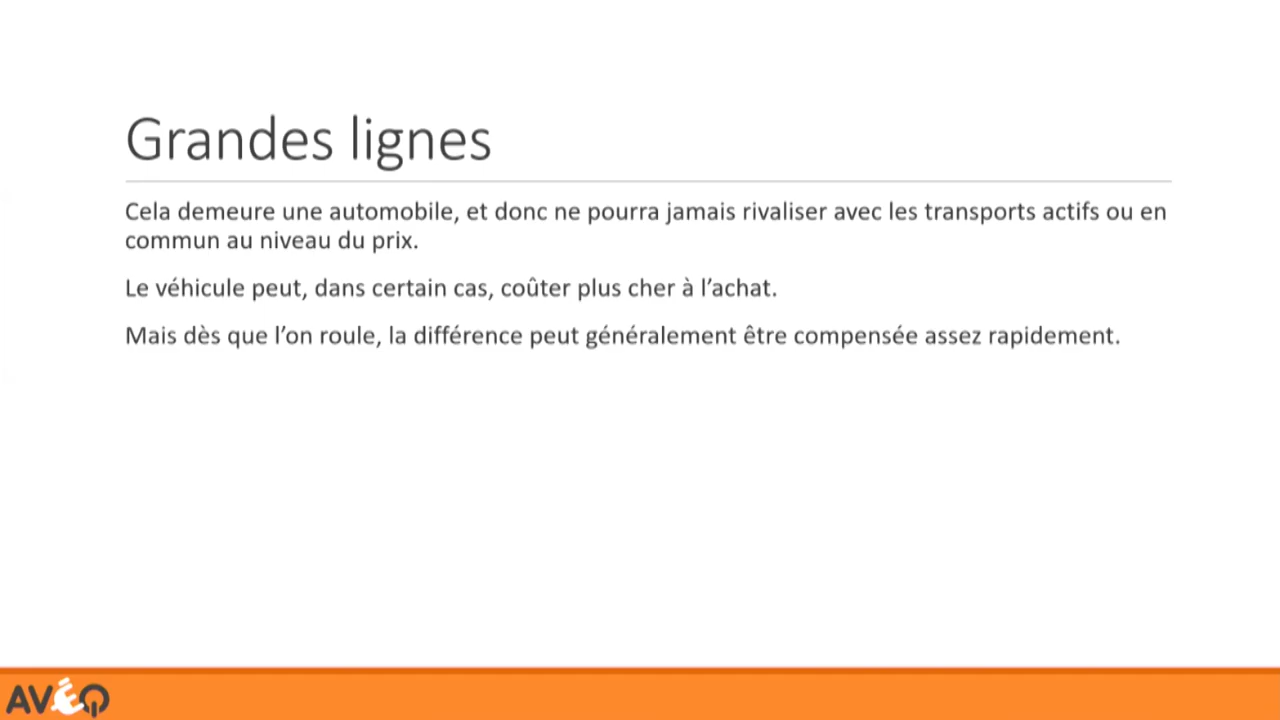 Grandes lignes
Cela demeure une automobile, et donc ne pourra jamais rivaliser avec les transports actifs ou en
commun au niveau du prix.
Le véhicule peut, dans certain cas, coûter plus cher à l’achat.
Mais dès que l’on roule, la différence peut généralement être compensée assez rapidement.
AVÉQ